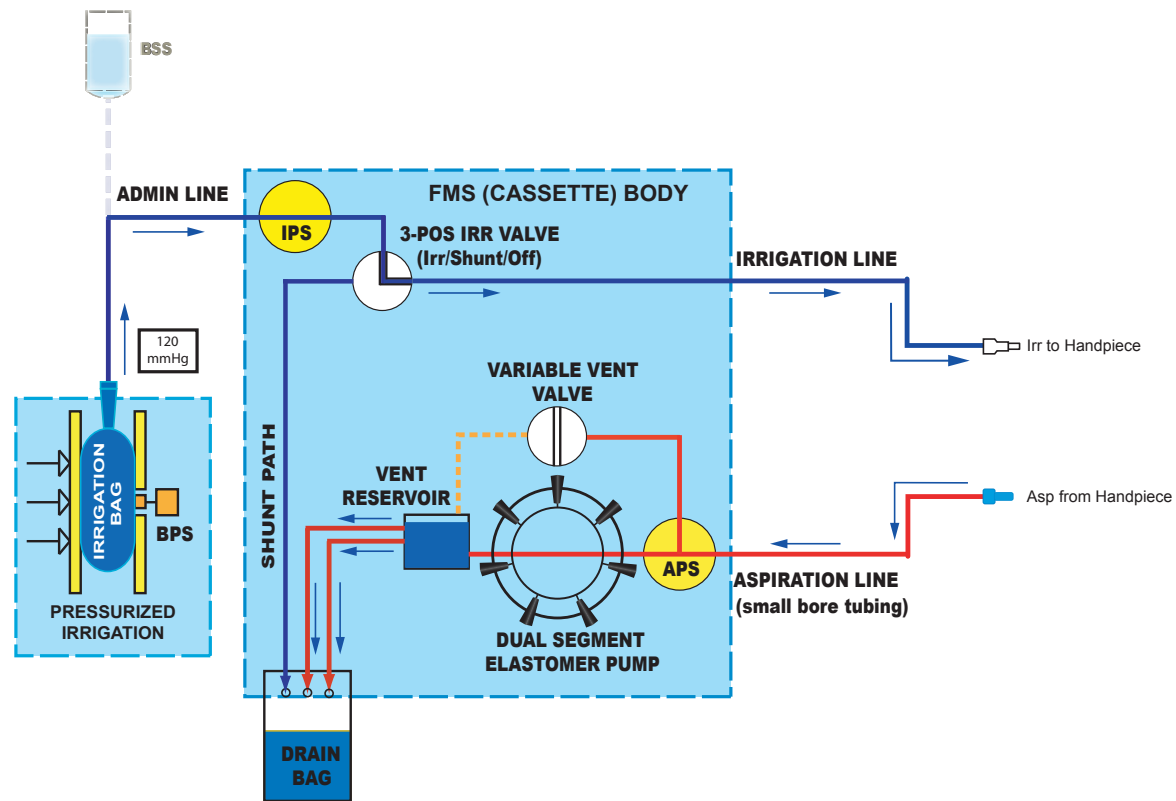 BSS
ADMIN LINE
FMS (CASSETTE) BODY
IPS
3-POS IRR VALVE
(Irr/Shunt/Off)
IRRIGATION LINE
120
mmHg
Irr to Handpiece
VARIABLE VENT
VALVE
SHUNT PATH
VENT
RESERVOIR
IRRIGATION
BAG
BPS
Asp from Handpiece
APS
ASPIRATION LINE
(small bore tubing)
PRESSURIZED
IRRIGATION
DUAL SEGMENT
ELASTOMER PUMP
DRAIN
BAG